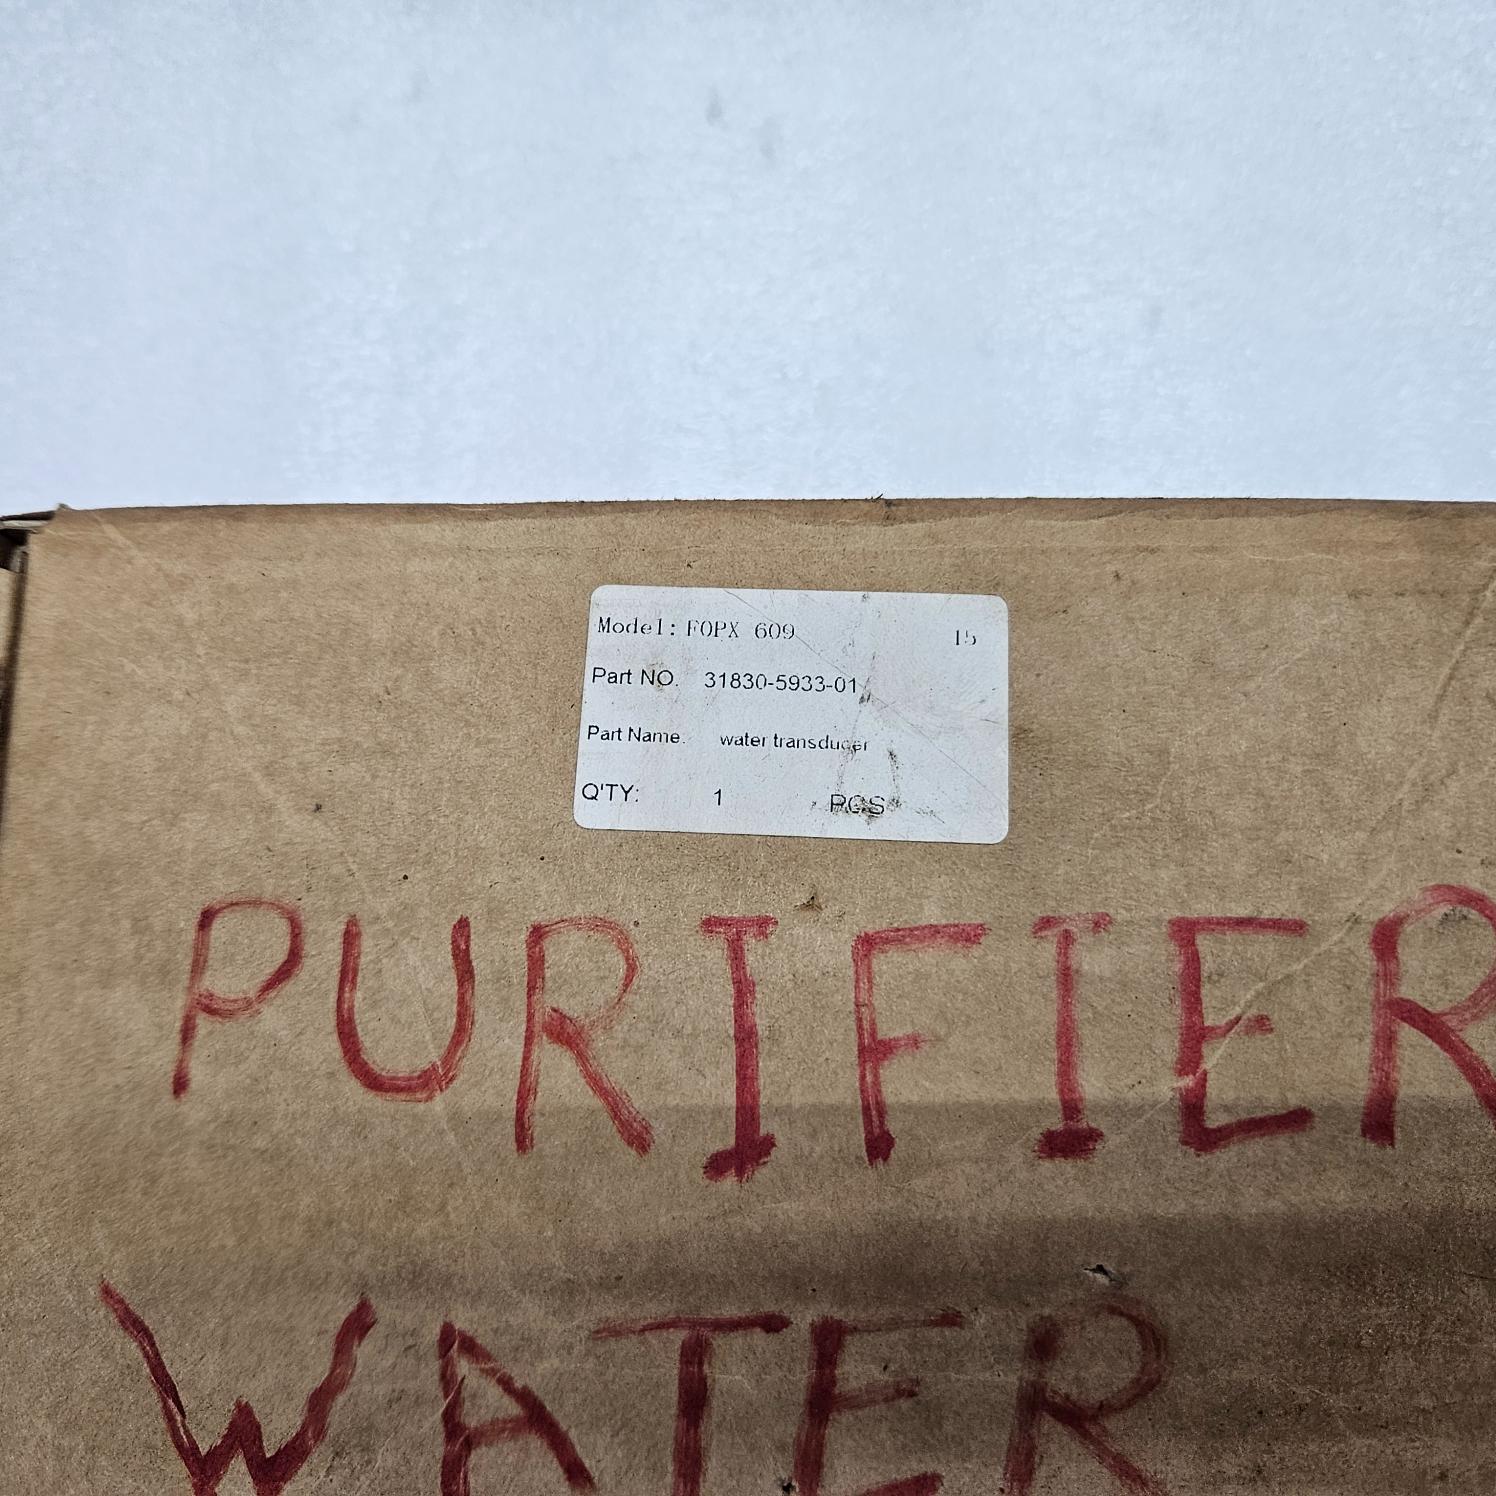 Model: FOPX 609 15
Part NO. 31830-5933-01
Part Name. water transducer
Q'TY: 1 PCS
PURIFIER
WATER